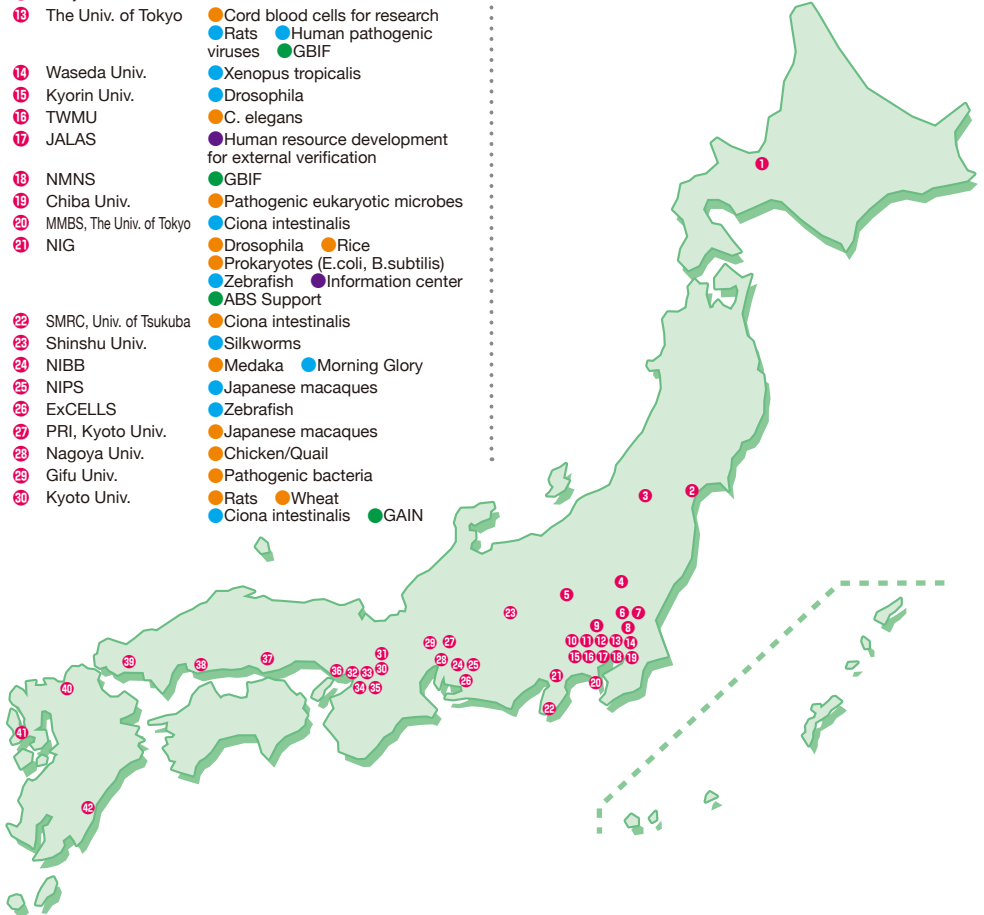 ⑬ The Univ. of Tokyo Cord blood cells for research
Rats Human pathogenic
viruses GBIF
⑭ Waseda Univ. Xenopus tropicalis
⑮ Kyorin Univ. Drosophila
⑯ TWMU C. elegans
⑰ JALAS Human resource development
for external verification
⑱ NMNS GBIF
⑲ Chiba Univ. Pathogenic eukaryotic microbes
⑳ MMBS, The Univ. of Tokyo Ciona intestinalis
㉑ NIG Drosophila Rice
Prokaryotes (E.coli, B.subtilis)
Zebrafish Information center
ABS Support
㉒ SMRC, Univ. of Tsukuba Ciona intestinalis
㉓ Shinshu Univ. Silkworms
㉔ NIBB Medaka Morning Glory
㉕ NIPS Japanese macaques
㉖ ExCELLS Zebrafish
㉗ PRI, Kyoto Univ. Japanese macaques
㉘ Nagoya Univ. Chicken/Quail
㉙ Gifu Univ. Pathogenic bacteria
㉚ Kyoto Univ. Rats Wheat
Ciona intestinalis GAIN
①
②
③
④
⑤
⑥ ⑦
㉓
⑨ ⑧
⑩ ⑪ ⑫ ⑬ ⑭
⑮ ⑯ ⑰ ⑱ ⑲
㉙ ㉗
㉘ ㉔ ㉕
㉖
㉑
⑳
㉒
㉛
㊱ ㉜ ㉝ ㉚
㉞ ㉟
㊴ ㊳ ㊲
㊵
㊶
㊷